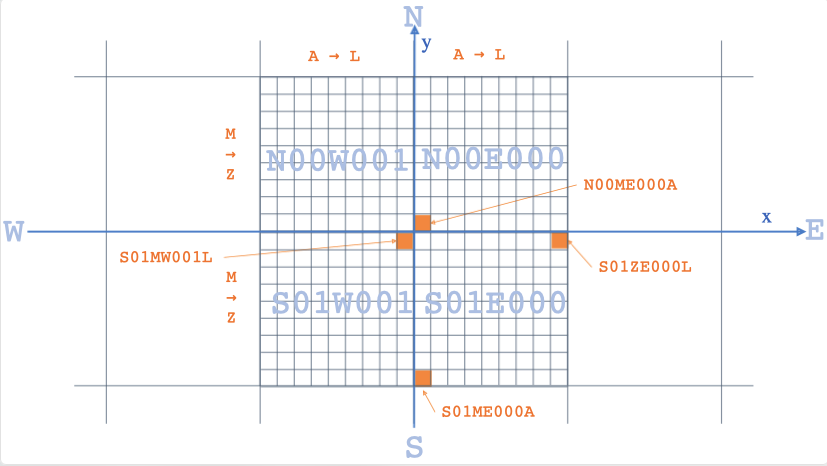 N
y
A → L
A → L
M
→
Z
N00W001
N00E000
N00ME000A
W
x
E
S01MW001L
S01ZE000L
M
→
Z
S01W001
S01E000
S01ME000A
S